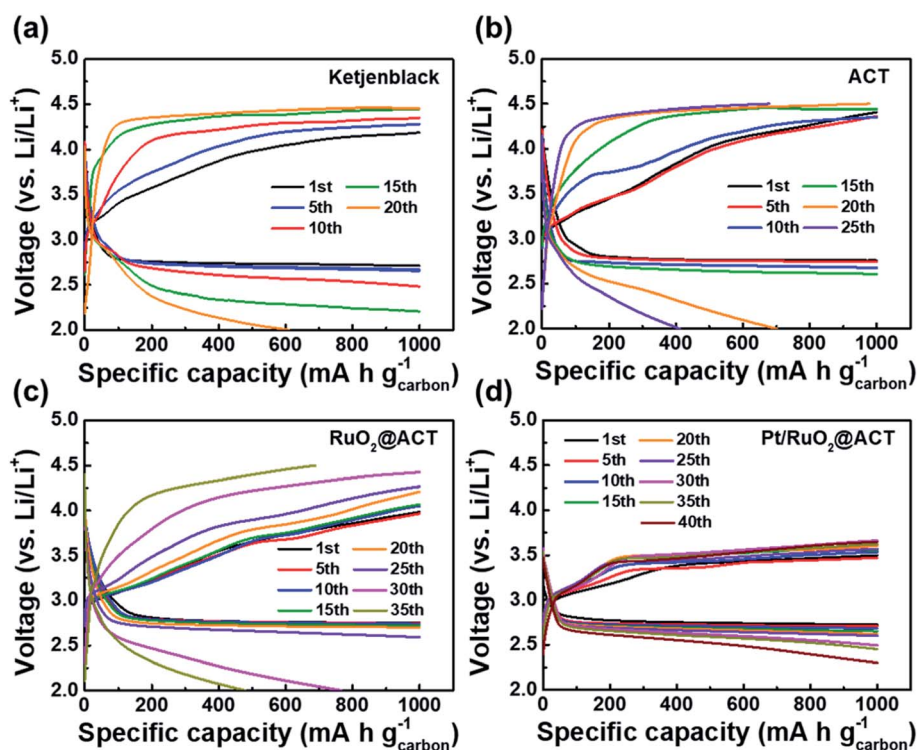 (a)
Ketjenblack
5.0
4.5
4.0
3.5
3.0
2.5
2.0
Voltage (vs. Li/Li⁺)
1st 15th
5th 20th
10th
0 200 400 600 800 1000
Specific capacity (mA h g⁻¹carbon)
(b)
ACT
5.0
4.5
4.0
3.5
3.0
2.5
2.0
Voltage (vs. Li/Li⁺)
1st 15th
5th 20th
10th 25th
0 200 400 600 800 1000
Specific capacity (mA h g⁻¹carbon)
(c)
RuO₂@ACT
5.0
4.5
4.0
3.5
3.0
2.5
2.0
Voltage (vs. Li/Li⁺)
1st 20th
5th 25th
10th 30th
15th 35th
0 200 400 600 800 1000
Specific capacity (mA h g⁻¹carbon)
(d)
Pt/RuO₂@ACT
5.0
4.5
4.0
3.5
3.0
2.5
2.0
Voltage (vs. Li/Li⁺)
1st 20th
5th 25th
10th 30th
15th 35th
40th
0 200 400 600 800 1000
Specific capacity (mA h g⁻¹carbon)